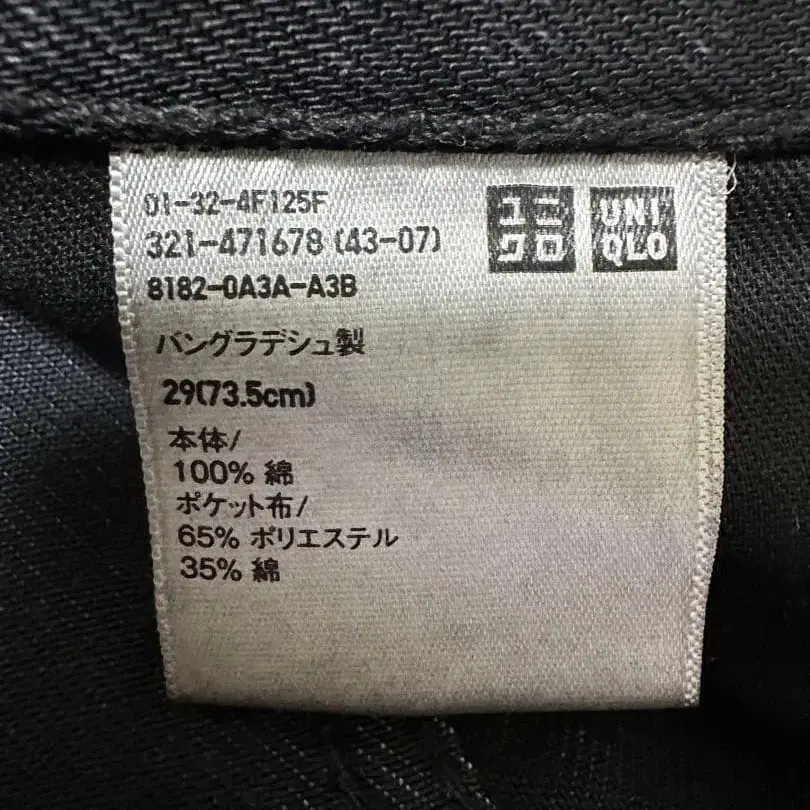 01-32-4F125F
321-471678 (43-07)
8182-0A3A-A3B
ユニ
クロ
UNI
QLO
バングラデシュ製
29(73.5cm)
本体/
100% 綿
ポケット布/
65% ポリエステル
35% 綿